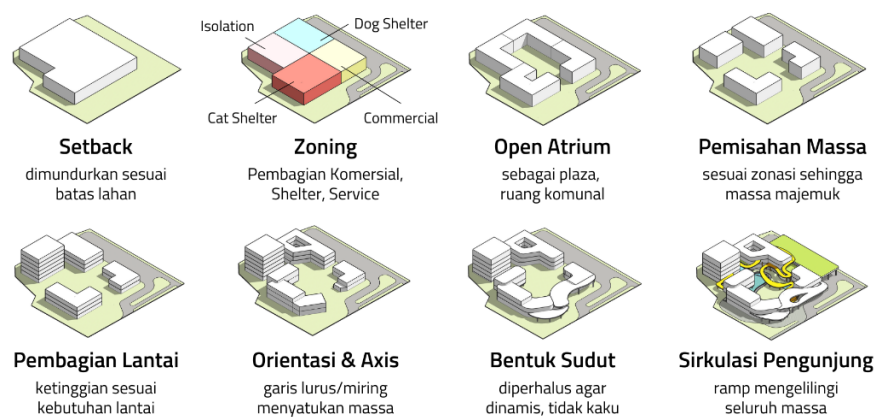 Isolation
Dog Shelter
Cat Shelter
Commercial
Setback
dimundurkan sesuai
batas lahan
Zoning
Pembagian Komersial,
Shelter, Service
Open Atrium
sebagai plaza,
ruang komunal
Pemisahan Massa
sesuai zonasi sehingga
massa majemuk
Pembagian Lantai
ketinggian sesuai
kebutuhan lantai
Orientasi & Axis
garis lurus/miring
menyatukan massa
Bentuk Sudut
diperhalus agar
dinamis, tidak kaku
Sirkulasi Pengunjung
ramp mengelilingi
seluruh massa